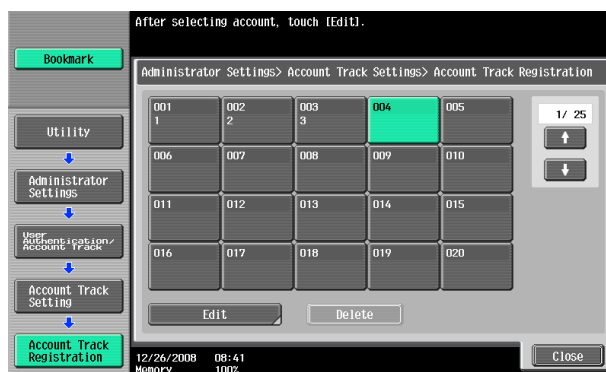 After selecting account, touch [Edit].
Bookmark
Administrator Settings> Account Track Settings> Account Track Registration
001
1
002
2
003
3
004
005
1/ 25
Utility
006
007
008
009
010
Administrator
Settings
011
012
013
014
015
User
Authentication/
Account Track
016
017
018
019
020
Account Track
Setting
Edit
Delete
Account Track
Registration
12/26/2008 08:41
Memory 100%
Close